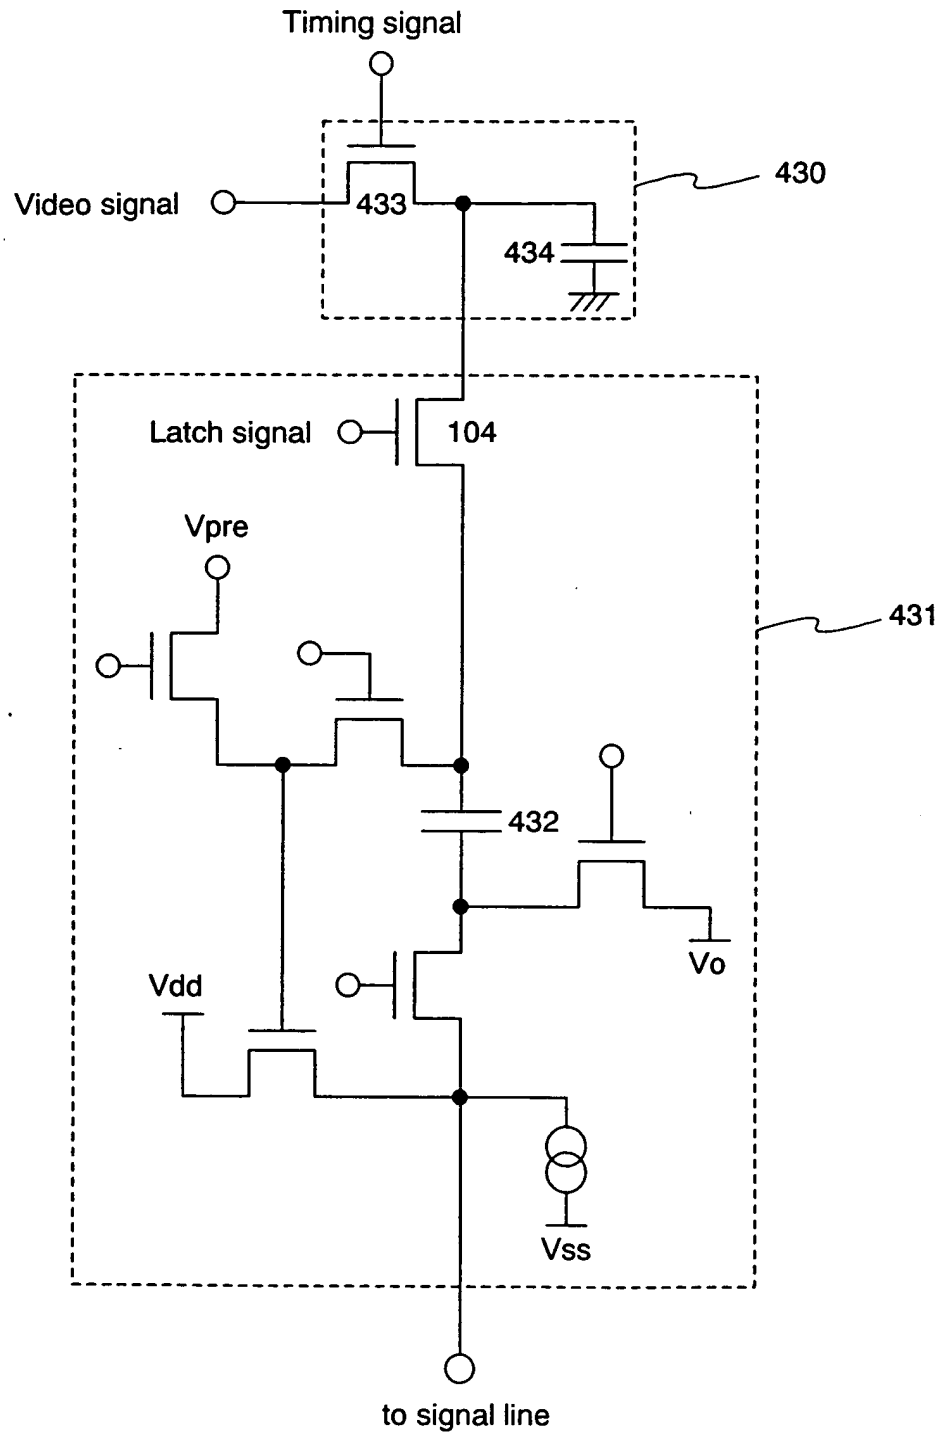 Timing signal
430
Video signal
433
434
Latch signal
104
Vpre
431
432
Vo
Vdd
Vss
to signal line